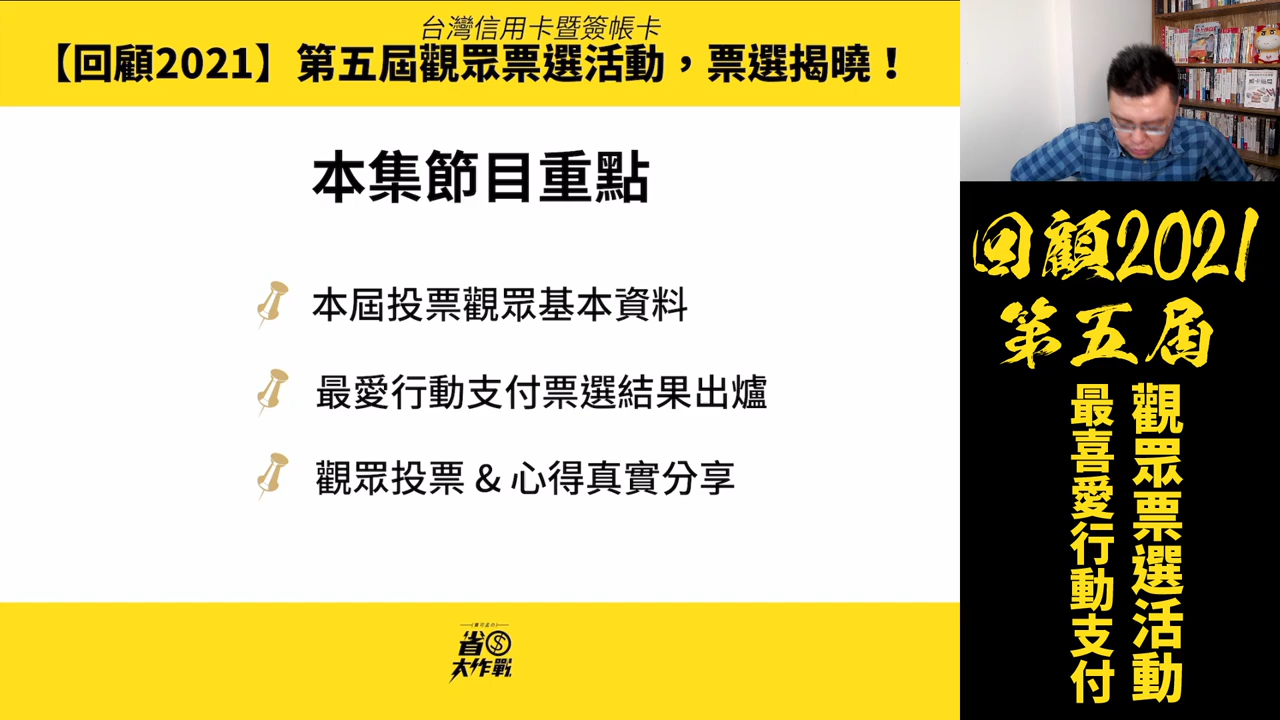 台灣信用卡暨簽帳卡
【回顧2021】第五屆觀眾票選活動，票選揭曉！
本集節目重點
本屆投票觀眾基本資料
最愛行動支付票選結果出爐
觀眾投票 & 心得真實分享
省$
大作戰
回顧2021
第五屆
觀眾票選活動
最喜愛行動支付